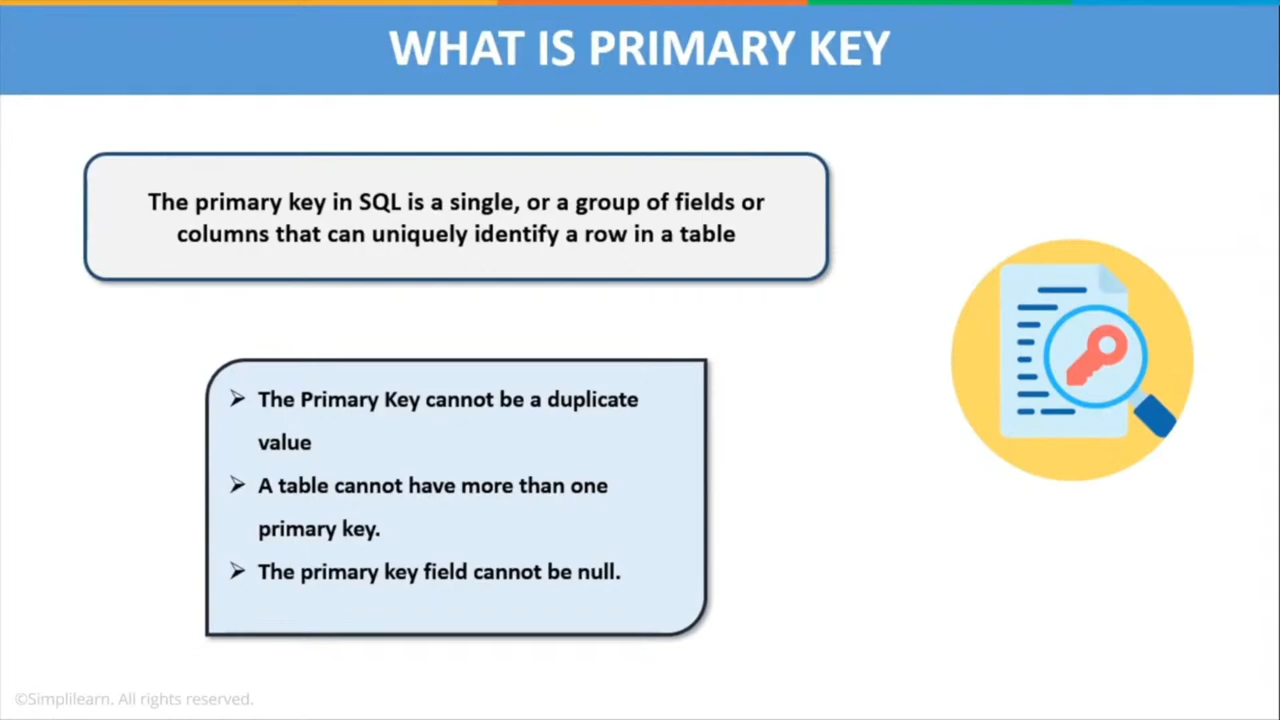 WHAT IS PRIMARY KEY
The primary key in SQL is a single, or a group of fields or
columns that can uniquely identify a row in a table
➢ The Primary Key cannot be a duplicate
value
➢ A table cannot have more than one
primary key.
➢ The primary key field cannot be null.
©Simplilearn. All rights reserved.